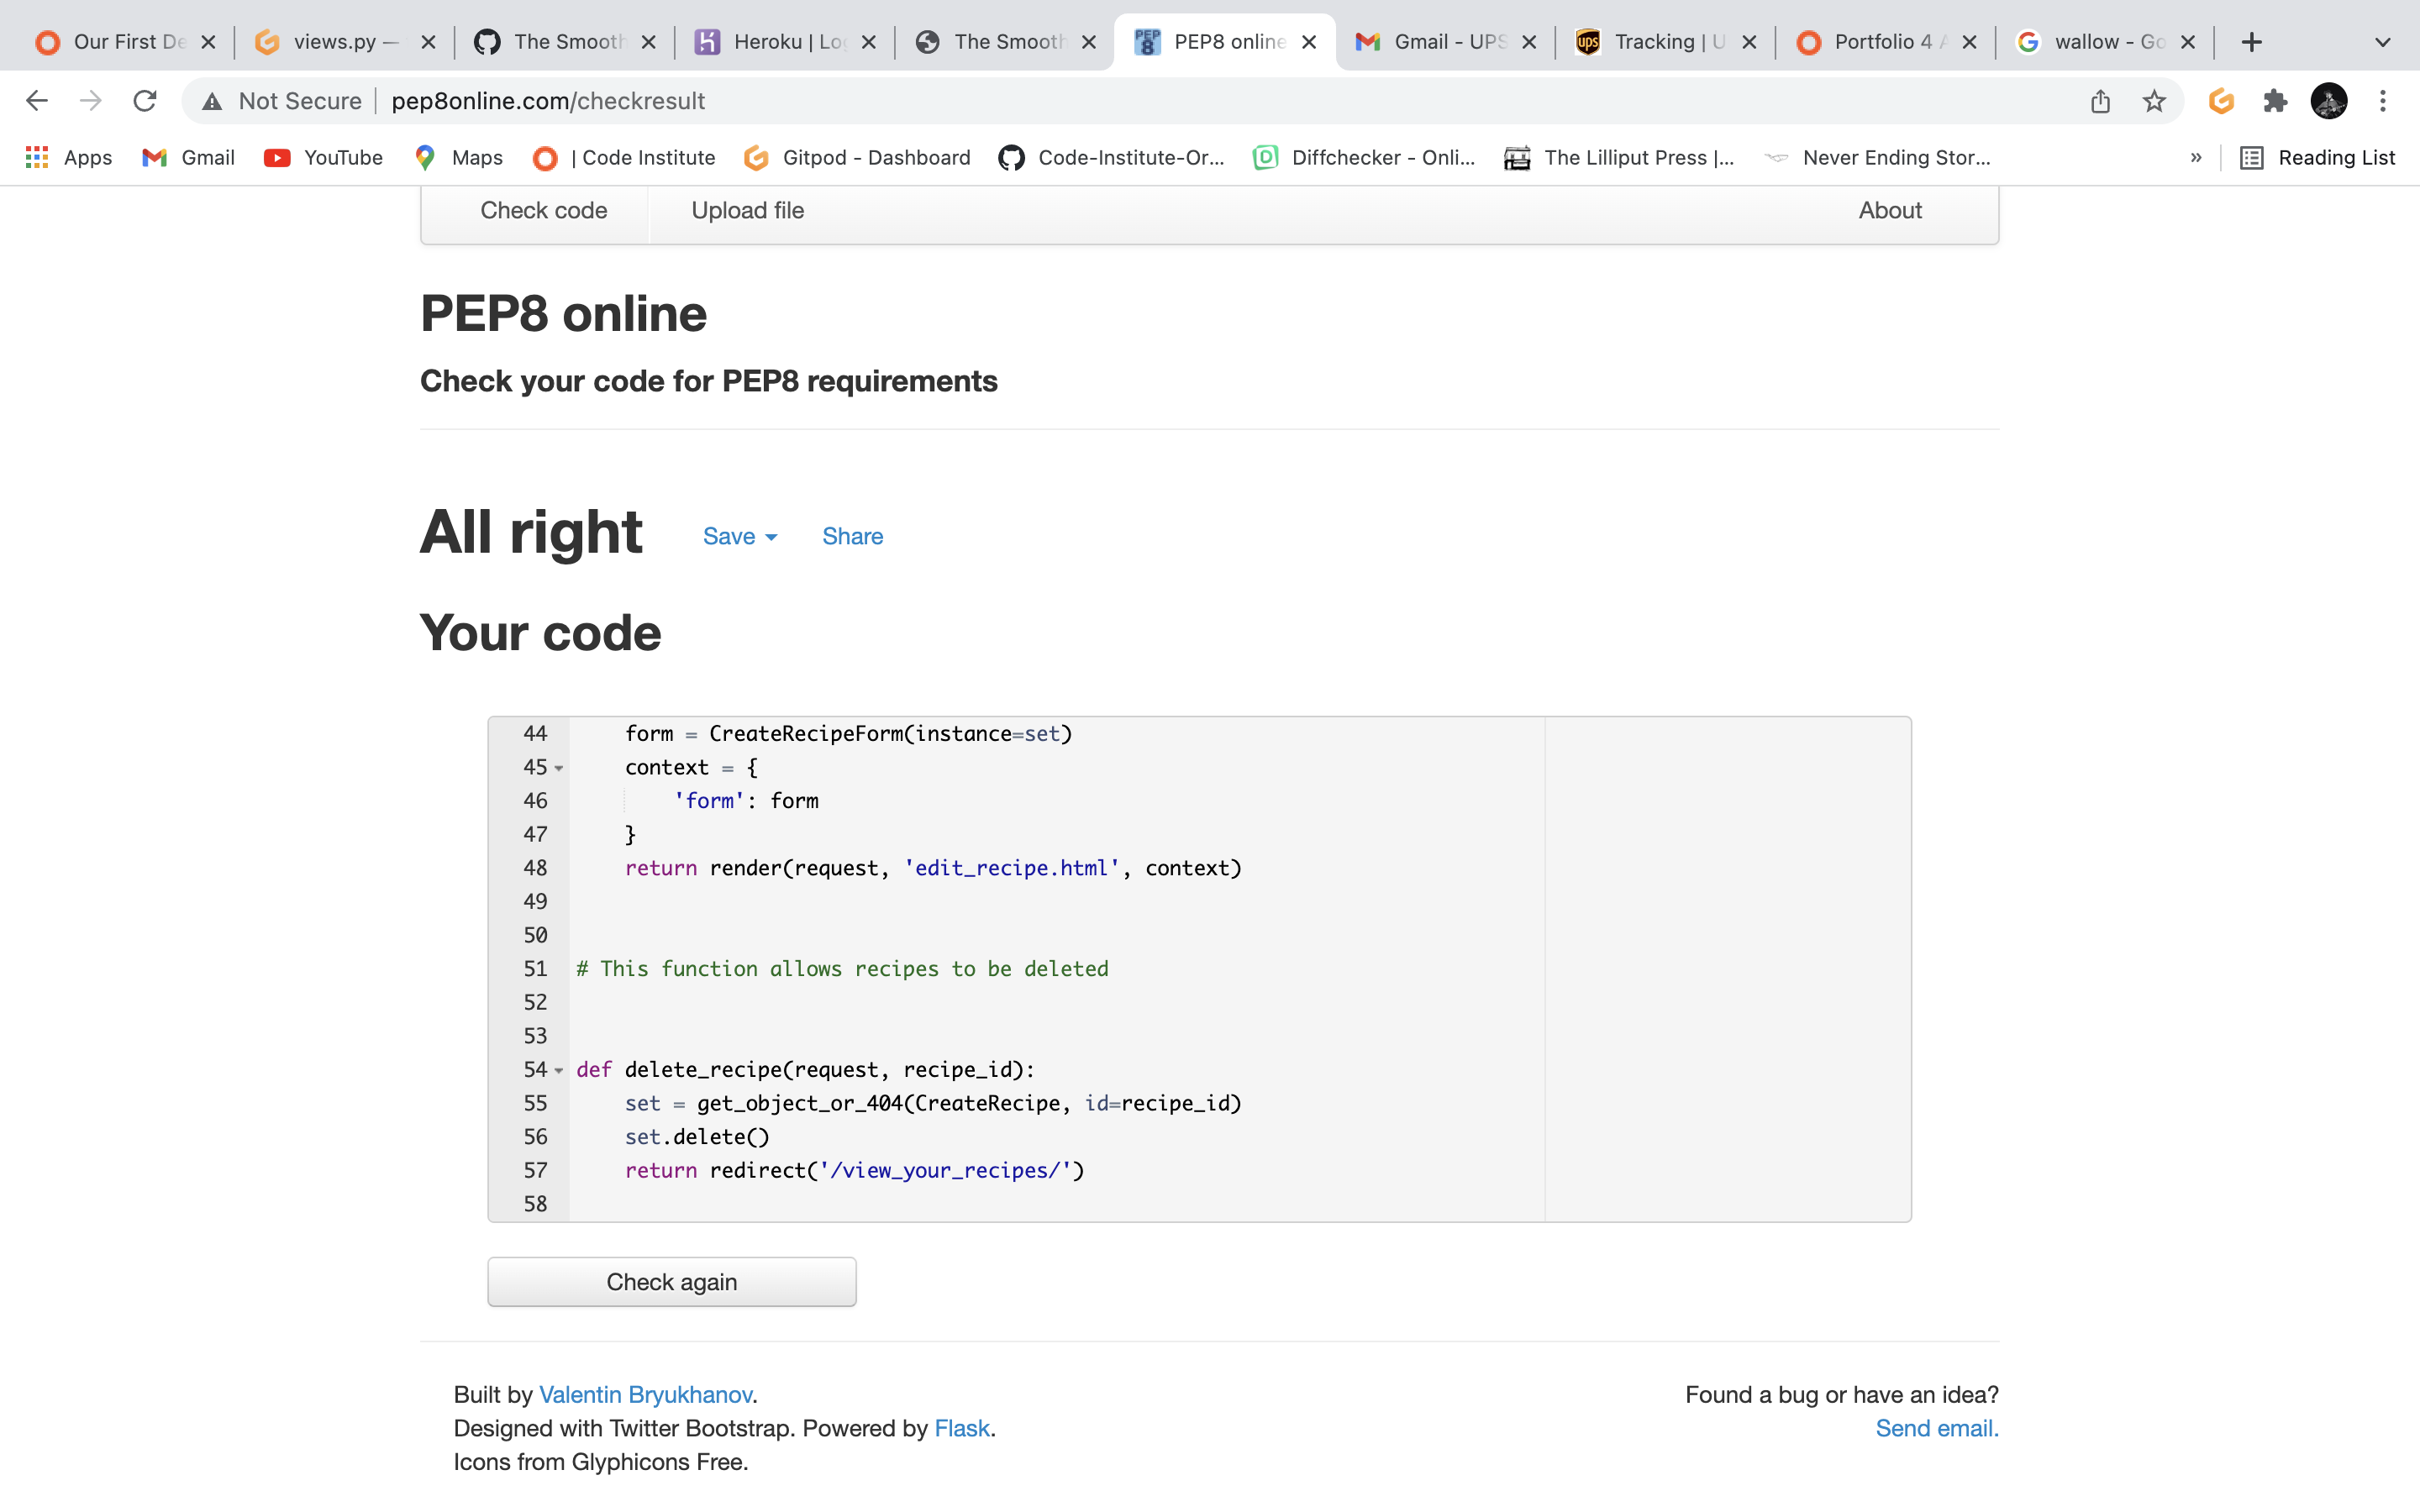 Our First De
views.py —
The Smooth
Heroku | Log
The Smooth
PEP8 online
Gmail - UPS
Tracking | U
Portfolio 4 A
wallow - Go
Not Secure
pep8online.com/checkresult
Apps
Gmail
YouTube
Maps
| Code Institute
Gitpod - Dashboard
Code-Institute-Or...
Diffchecker - Onli...
The Lilliput Press |...
Never Ending Stor...
»
Reading List
Check code
Upload file
About
PEP8 online
Check your code for PEP8 requirements
All right
Save
Share
Your code
44 form = CreateRecipeForm(instance=set)
45 context = {
46 'form': form
47 }
48 return render(request, 'edit_recipe.html', context)
49
50
51 # This function allows recipes to be deleted
52
53
54 def delete_recipe(request, recipe_id):
55 set = get_object_or_404(CreateRecipe, id=recipe_id)
56 set.delete()
57 return redirect('/view_your_recipes/')
58
Check again
Built by Valentin Bryukhanov.
Designed with Twitter Bootstrap. Powered by Flask.
Icons from Glyphicons Free.
Found a bug or have an idea?
Send email.